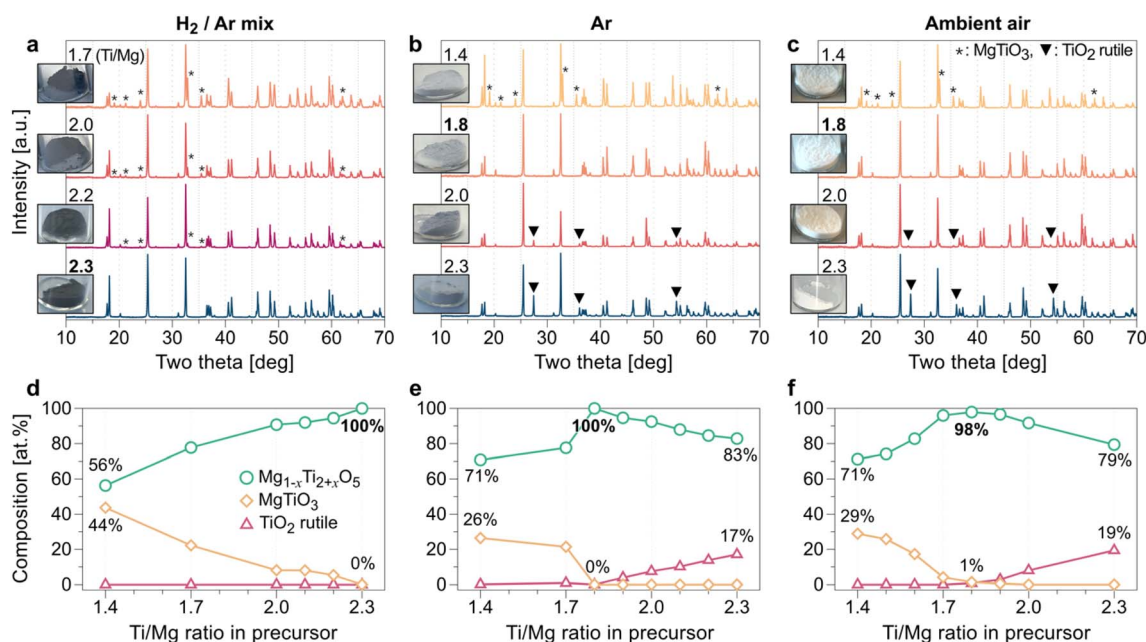 H2 / Ar mix
Ar
Ambient air
a
b
c
1.7 (Ti/Mg)
2.0
2.2
2.3
1.4
1.8
2.0
2.3
1.4
1.8
2.0
2.3
*: MgTiO3, ▼: TiO2 rutile
Intensity [a.u.]
10 20 30 40 50 60 70
10 20 30 40 50 60 70
10 20 30 40 50 60 70
Two theta [deg]
Two theta [deg]
Two theta [deg]
d
e
f
Composition [at.%]
100
80
60
40
20
0
56%
44%
100%
0%
Mg1-xTi2+xO5
MgTiO3
TiO2 rutile
1.4 1.7 2.0 2.3
Ti/Mg ratio in precursor
100
80
60
40
20
0
71%
26%
100%
0%
83%
17%
1.4 1.7 2.0 2.3
Ti/Mg ratio in precursor
100
80
60
40
20
0
71%
29%
98%
1%
79%
19%
1.4 1.7 2.0 2.3
Ti/Mg ratio in precursor